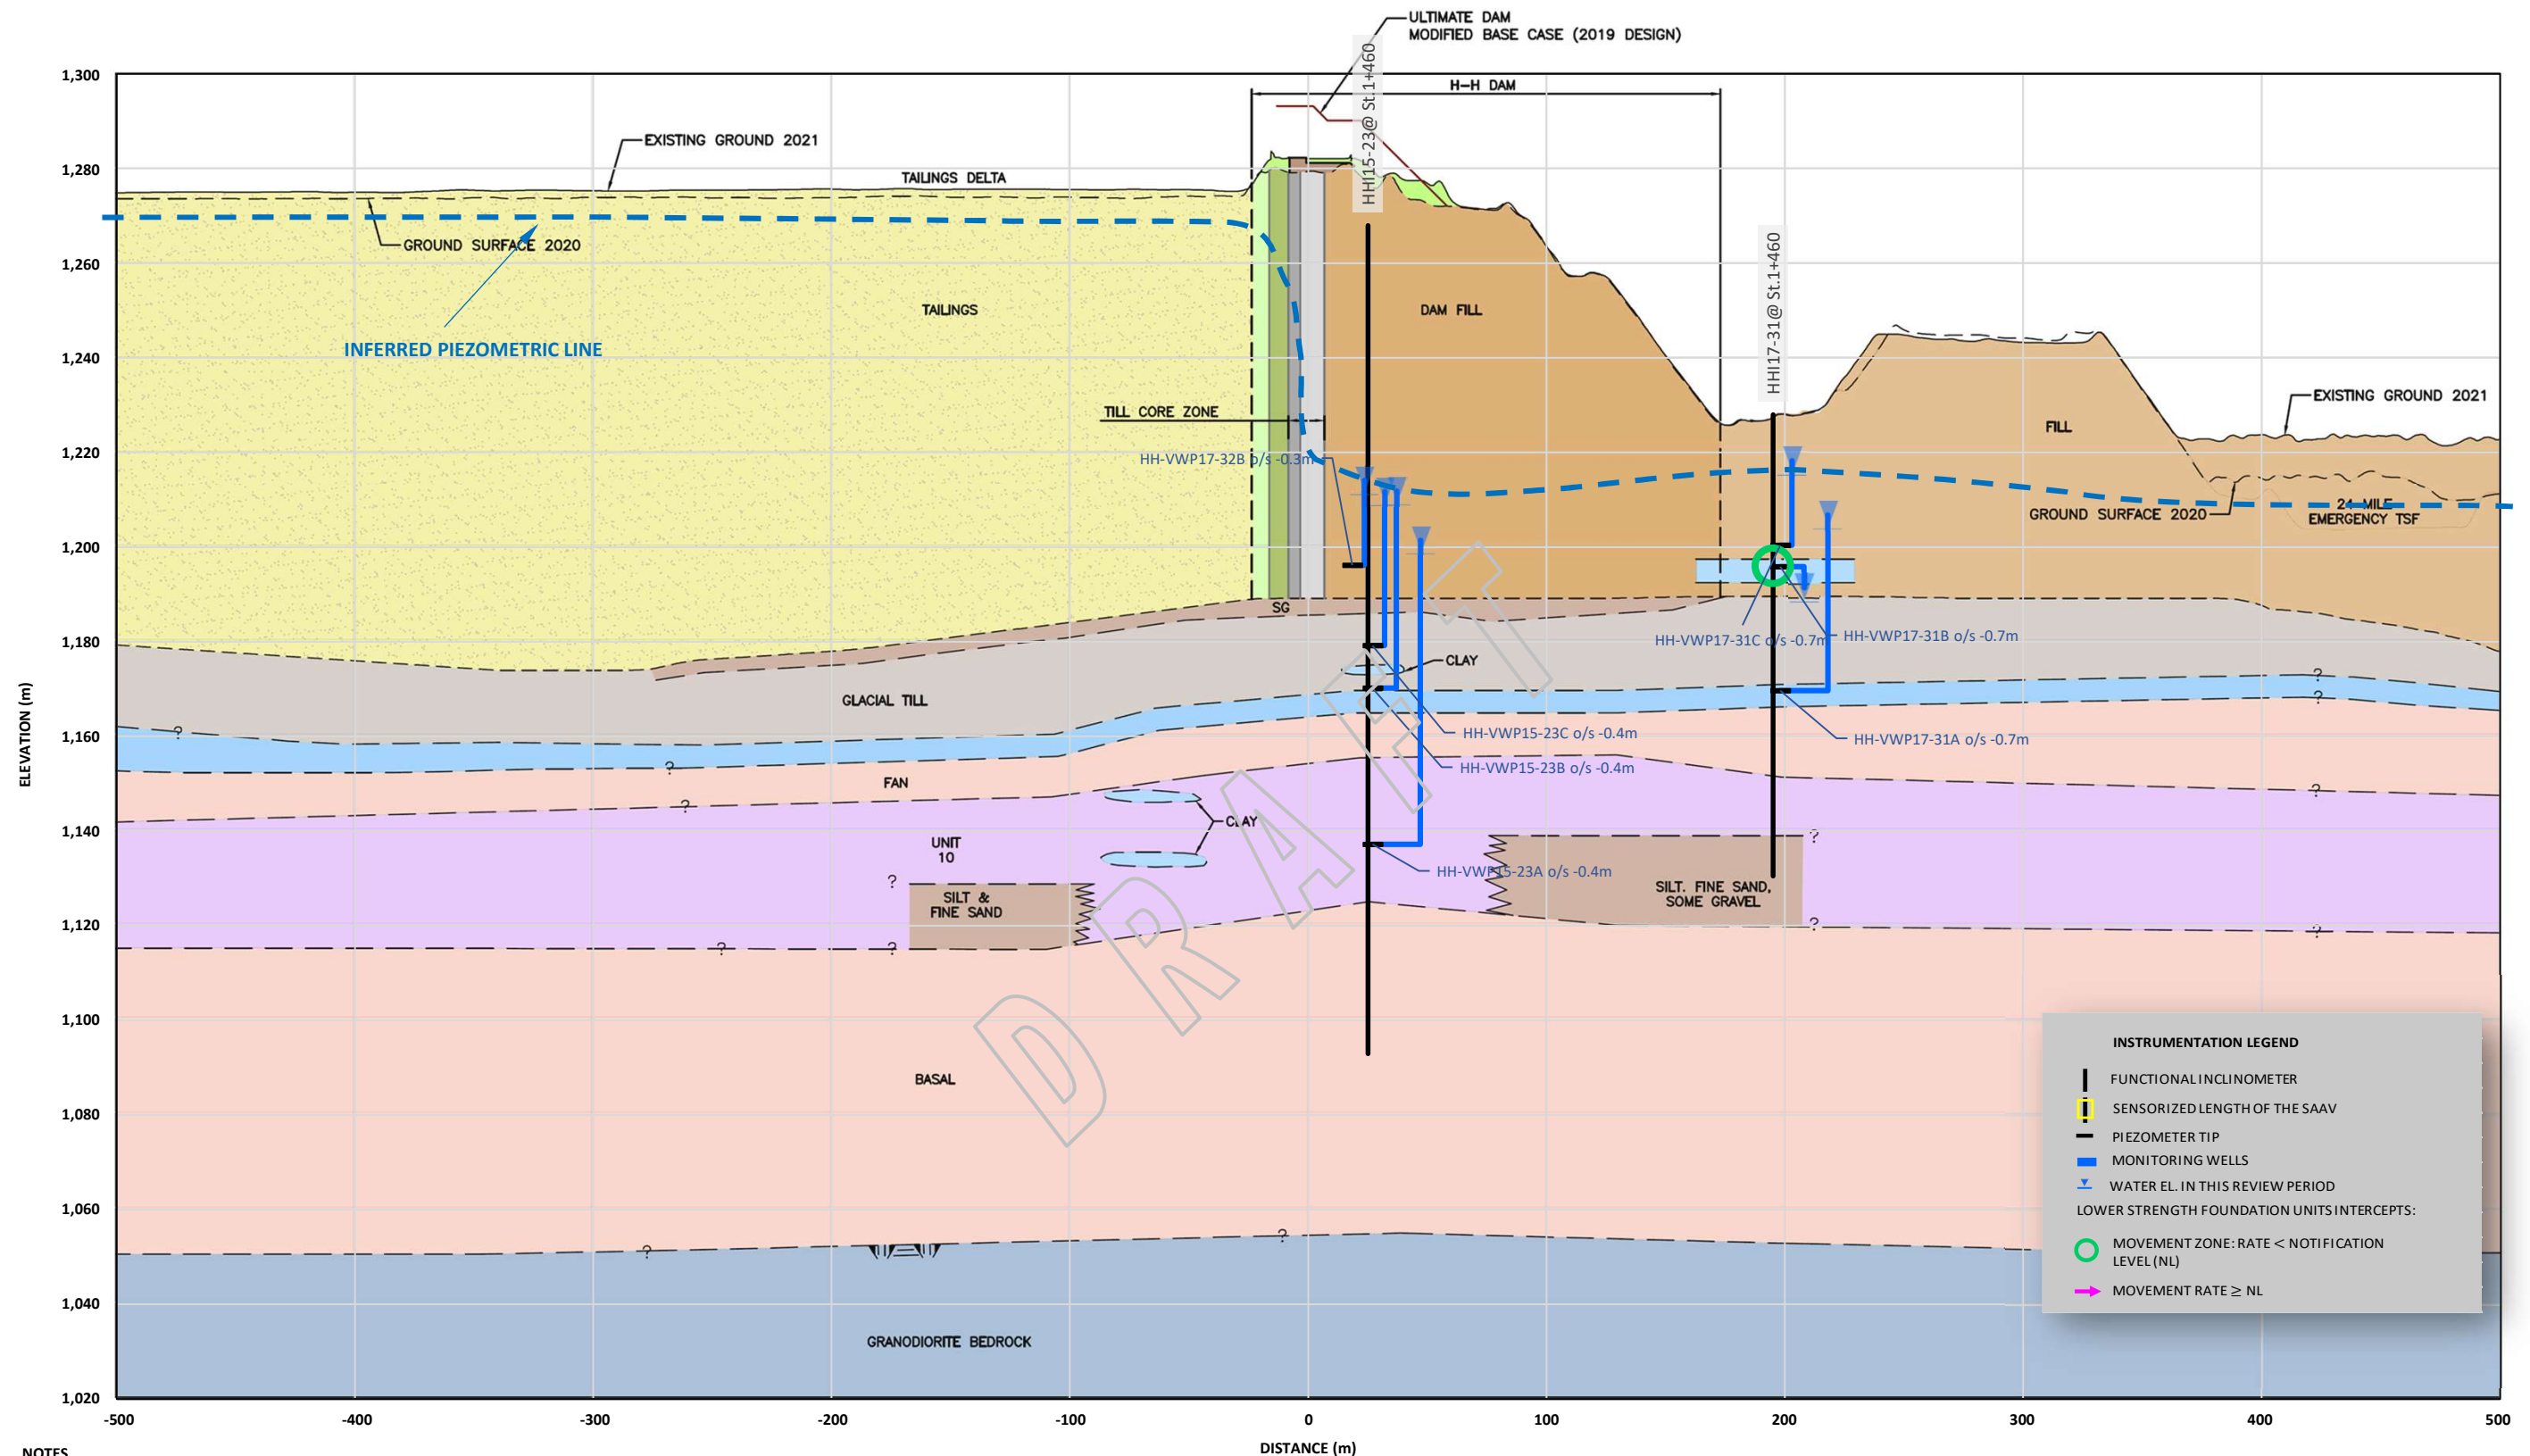 ULTIMATE DAM
MODIFIED BASE CASE (2019 DESIGN)
1,300
H-H DAM
HHI15-23@ St.1+460
EXISTING GROUND 2021
1,280
TAILINGS DELTA
GROUND SURFACE 2020
1,260
HHI17-31@ St.1+460
TAILINGS
DAM FILL
INFERRED PIEZOMETRIC LINE
1,240
EXISTING GROUND 2021
TILL CORE ZONE
FILL
1,220
HH-VWP17-32B o/s -0.3m
24 MILE
EMERGENCY TSF
GROUND SURFACE 2020
1,200
SG
1,180
HH-VWP17-31C o/s -0.7m
HH-VWP17-31B o/s -0.7m
CLAY
?
GLACIAL TILL
?
ELEVATION (m)
1,160
?
HH-VWP15-23C o/s -0.4m
HH-VWP17-31A o/s -0.7m
?
HH-VWP15-23B o/s -0.4m
FAN
?
?
CLAY
1,140
?
UNIT
10
HH-VWP15-23A o/s -0.4m
?
SILT &
FINE SAND
SILT. FINE SAND,
SOME GRAVEL
1,120
?
?
?
?
DRAFT
1,100
BASAL
1,080
1,060
?
?
1,040
GRANODIORITE BEDROCK
1,020
INSTRUMENTATION LEGEND
FUNCTIONAL INCLINOMETER
SENSORIZED LENGTH OF THE SAAV
PIEZOMETER TIP
MONITORING WELLS
WATER EL. IN THIS REVIEW PERIOD
LOWER STRENGTH FOUNDATION UNITS INTERCEPTS:
MOVEMENT ZONE: RATE < NOTIFICATION
LEVEL (NL)
MOVEMENT RATE ≥ NL
-500 -400 -300 -200 -100 0 100 200 300 400 500
DISTANCE (m)
NOTES